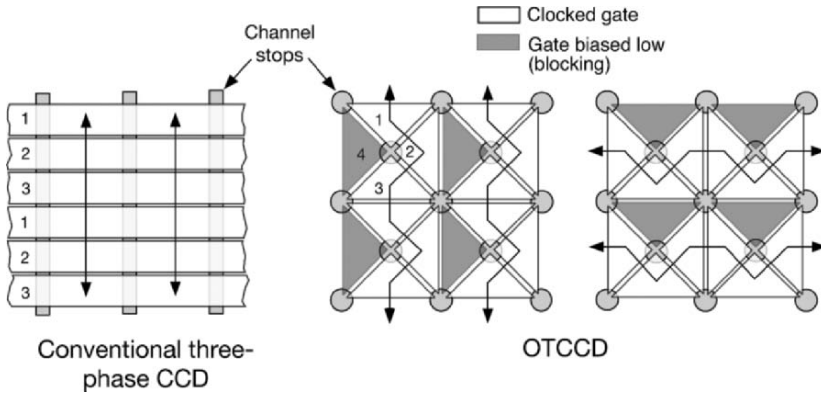 Channel
stops
Clocked gate
Gate biased low
(blocking)
1
2
3
1
2
3
1
2
3
4
Conventional three-
phase CCD
OTCCD